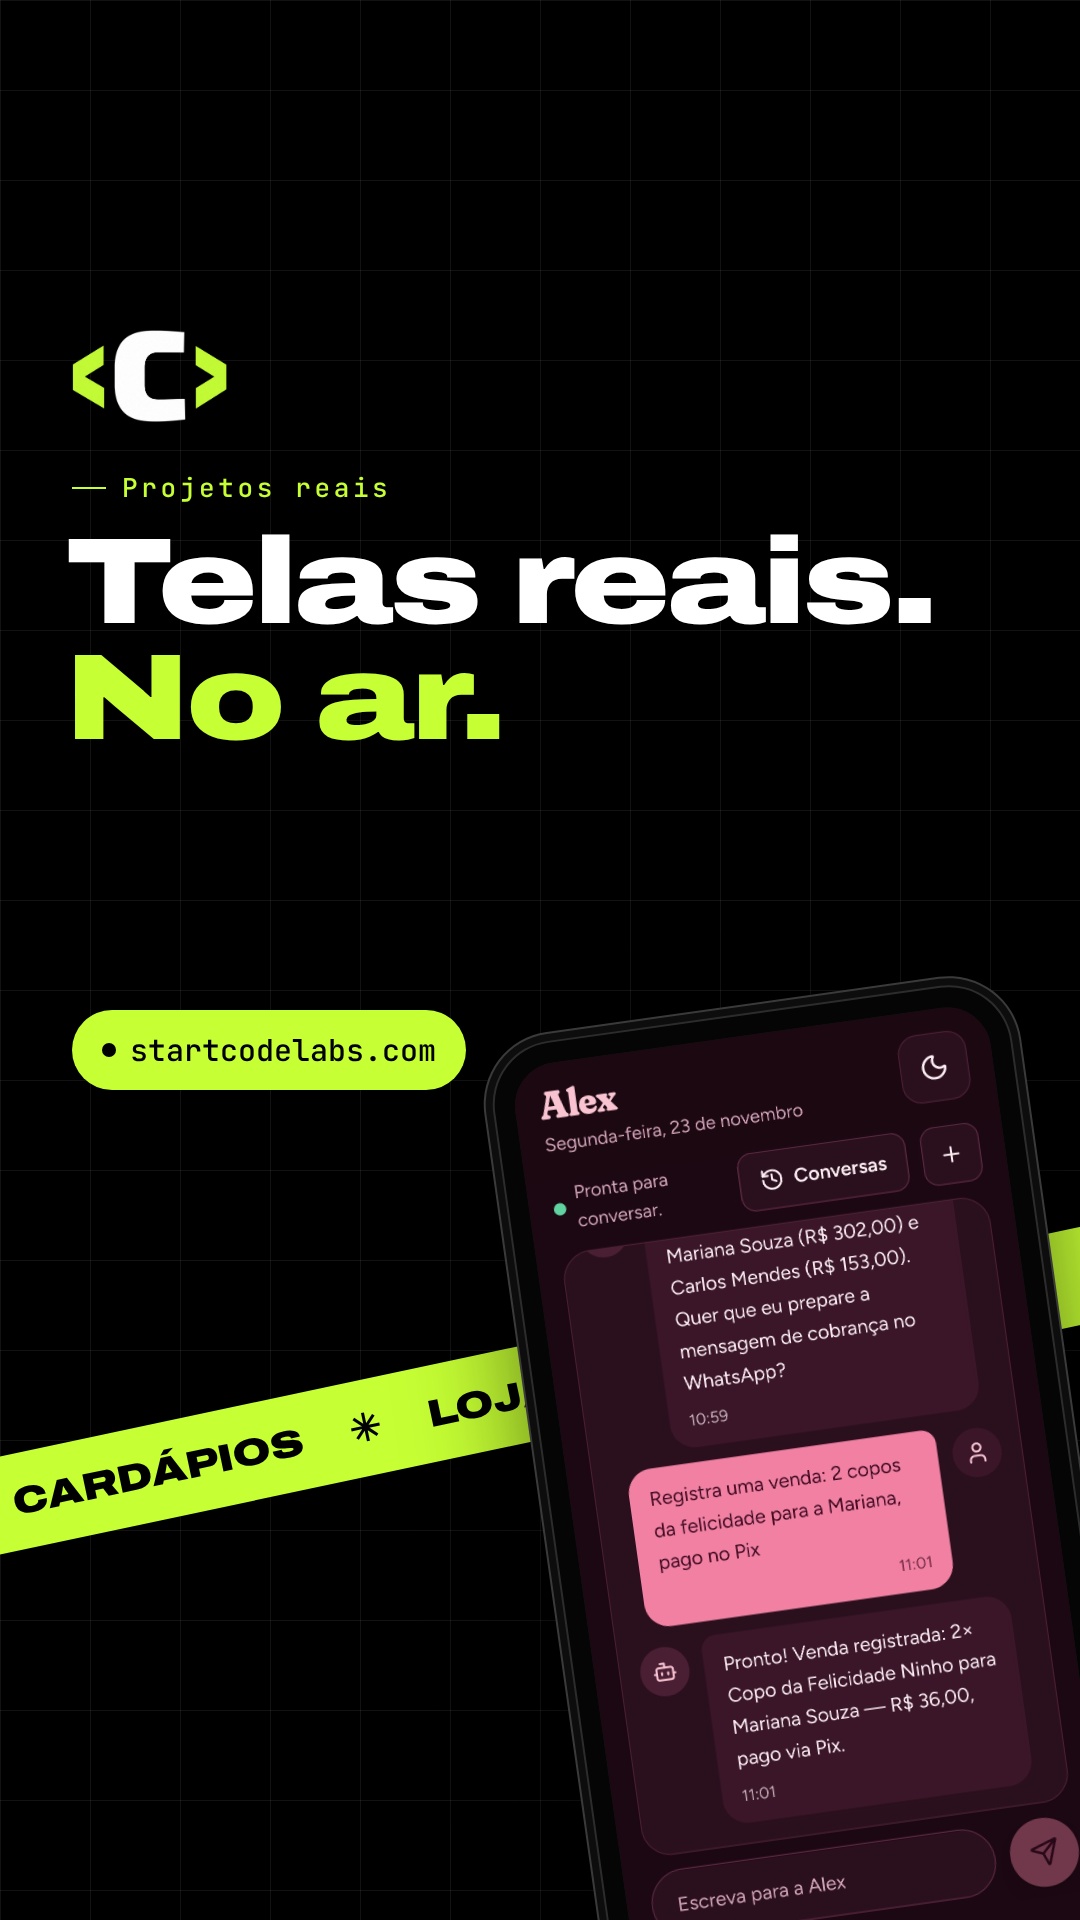 <C>
Projetos reais
Telas reais.
No ar.
startcodelabs.com
Alex
Segunda-feira, 23 de novembro
Pronta para
conversar.
Conversas
Mariana Souza (R$ 302,00) e
Carlos Mendes (R$ 153,00).
Quer que eu prepare a
mensagem de cobrança no
WhatsApp?
10:59
CARDÁPIOS
Registra uma venda: 2 copos
da felicidade para a Mariana,
pago no Pix
11:01
Pronto! Venda registrada: 2×
Copo da Felicidade Ninho para
Mariana Souza — R$ 36,00,
pago via Pix.
11:01
Escreva para a Alex